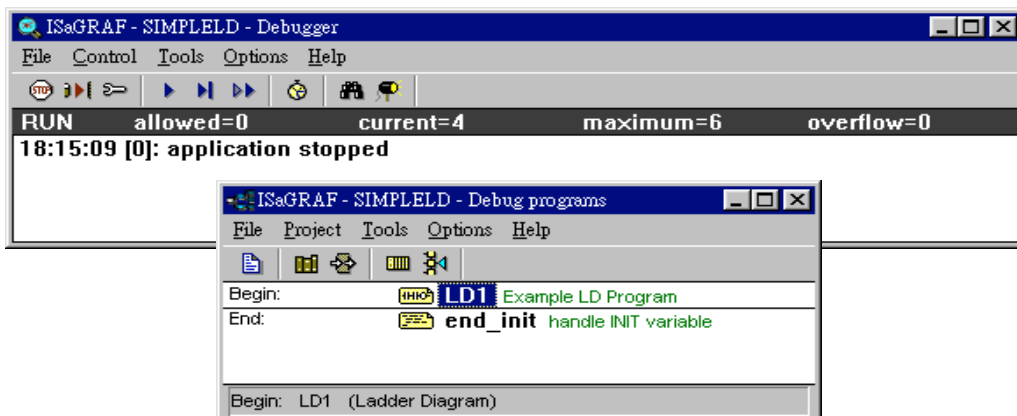 ISaGRAF - SIMPLELD - Debugger
File Control Tools Options Help
STOP
RUN allowed=0 current=4 maximum=6 overflow=0
18:15:09 [0]: application stopped
ISaGRAF - SIMPLELD - Debug programs
File Project Tools Options Help
Begin: LD1 Example LD Program
End: end_init handle INIT variable
Begin: LD1 (Ladder Diagram)